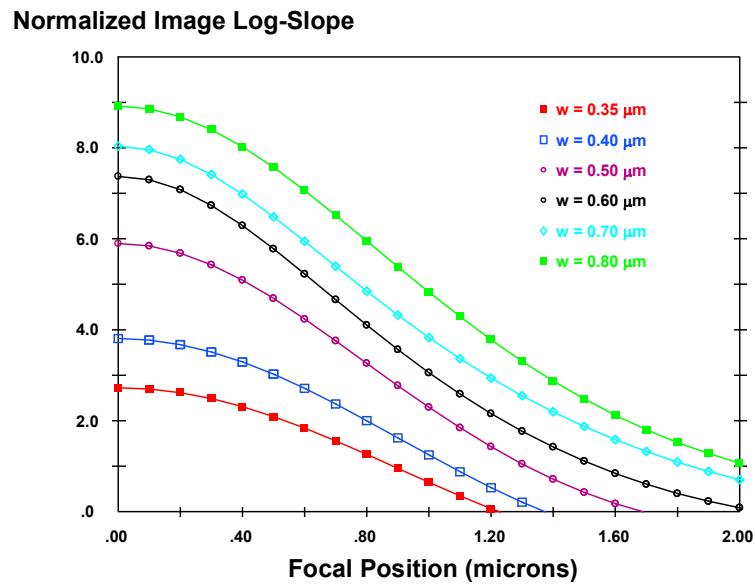 Normalized Image Log-Slope
10.0
8.0
6.0
4.0
2.0
.0
w = 0.35 μm
w = 0.40 μm
w = 0.50 μm
w = 0.60 μm
w = 0.70 μm
w = 0.80 μm
.00 .40 .80 1.20 1.60 2.00
Focal Position (microns)